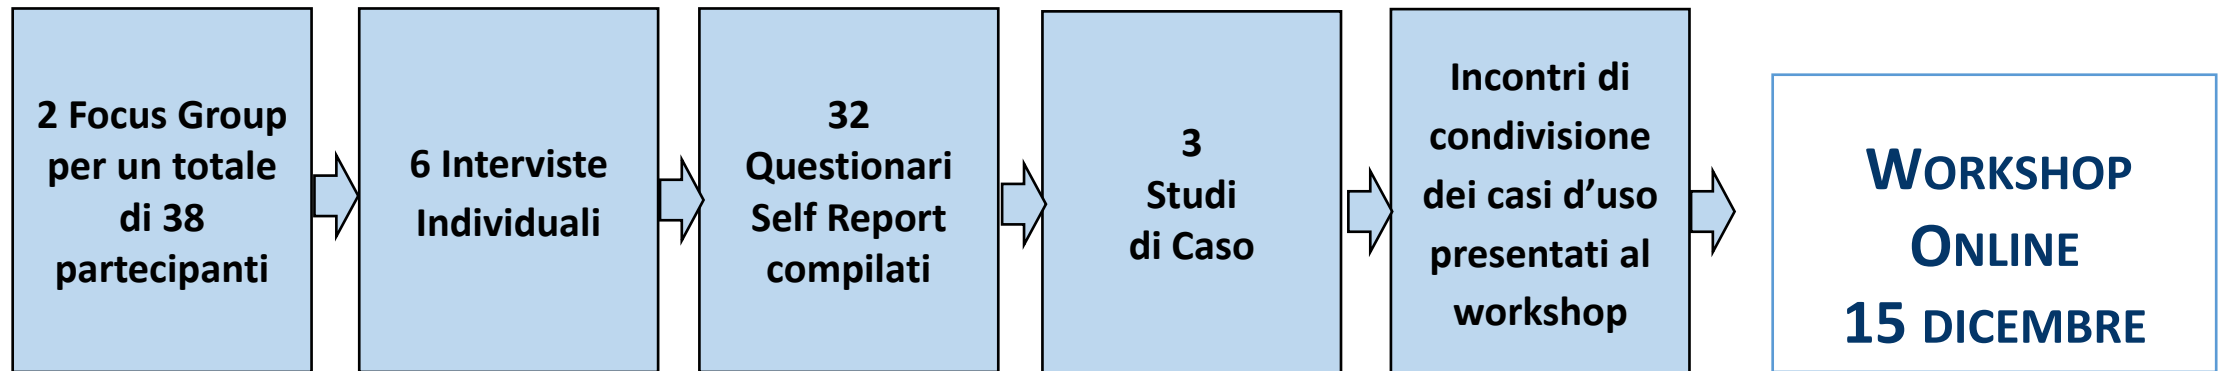 2 Focus Group
per un totale
di 38
partecipanti
6 Interviste
Individuali
32
Questionari
Self Report
compilati
3
Studi
di Caso
Incontri di
condivisione
dei casi d’uso
presentati al
workshop
WORKSHOP
ONLINE
15 DICEMBRE